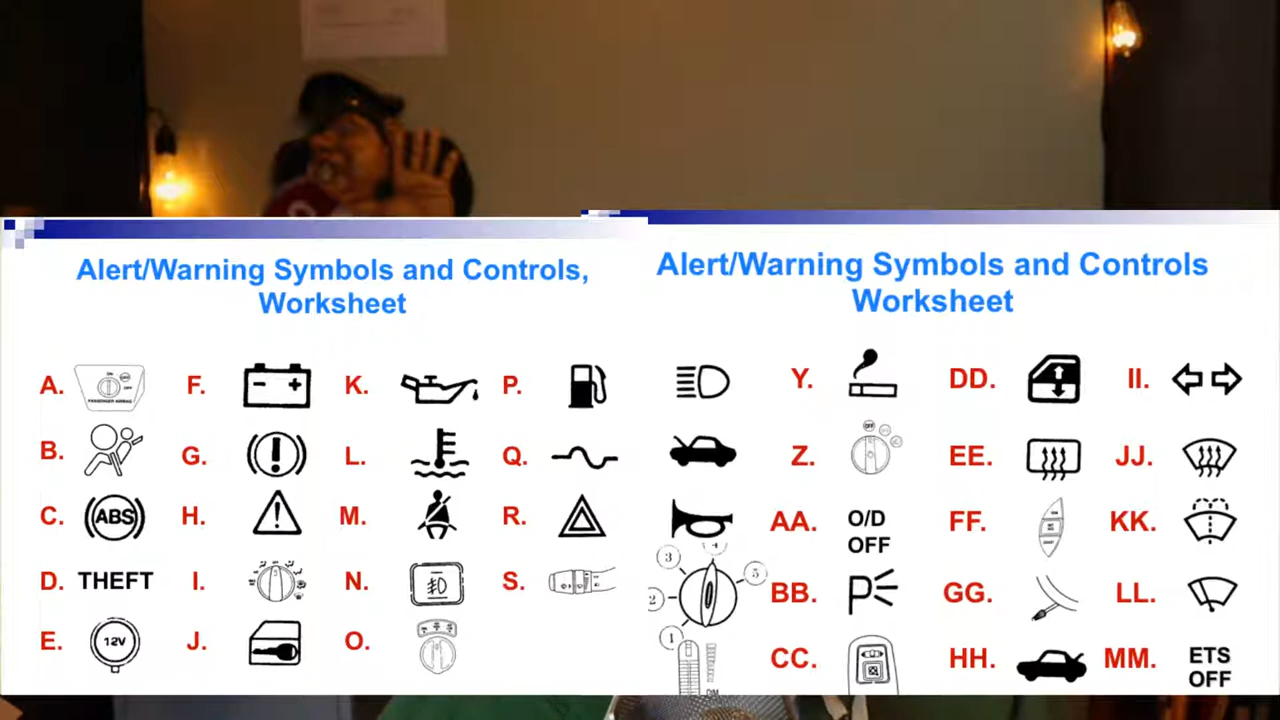 Alert/Warning Symbols and Controls,
Worksheet
A.
F.
K.
P.
B.
G.
L.
Q.
C.
ABS
H.
M.
R.
D. THEFT
I.
N.
S.
E.
12V
J.
O.
Alert/Warning Symbols and Controls
Worksheet
Y.
DD.
II.
Z.
EE.
JJ.
AA.
O/D
OFF
FF.
KK.
3
4
5
2
1
BB.
P
GG.
LL.
CC.
HH.
MM.
ETS
OFF
DIM